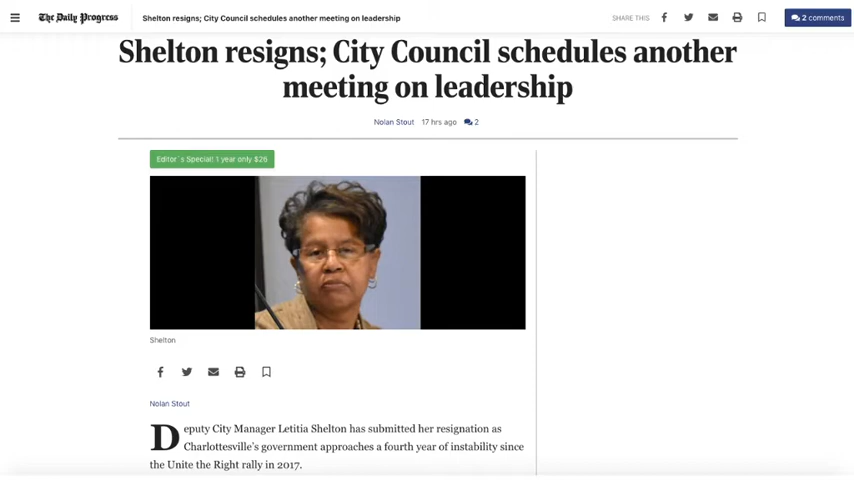 The Daily Progress
Shelton resigns; City Council schedules another meeting on leadership
SHARE THIS
2 comments
Shelton resigns; City Council schedules another
meeting on leadership
Nolan Stout 17 hrs ago 2
Editor`s Special! 1 year only $26
Shelton
Nolan Stout
Deputy City Manager Letitia Shelton has submitted her resignation as
Charlottesville's government approaches a fourth year of instability since
the Unite the Right rally in 2017.